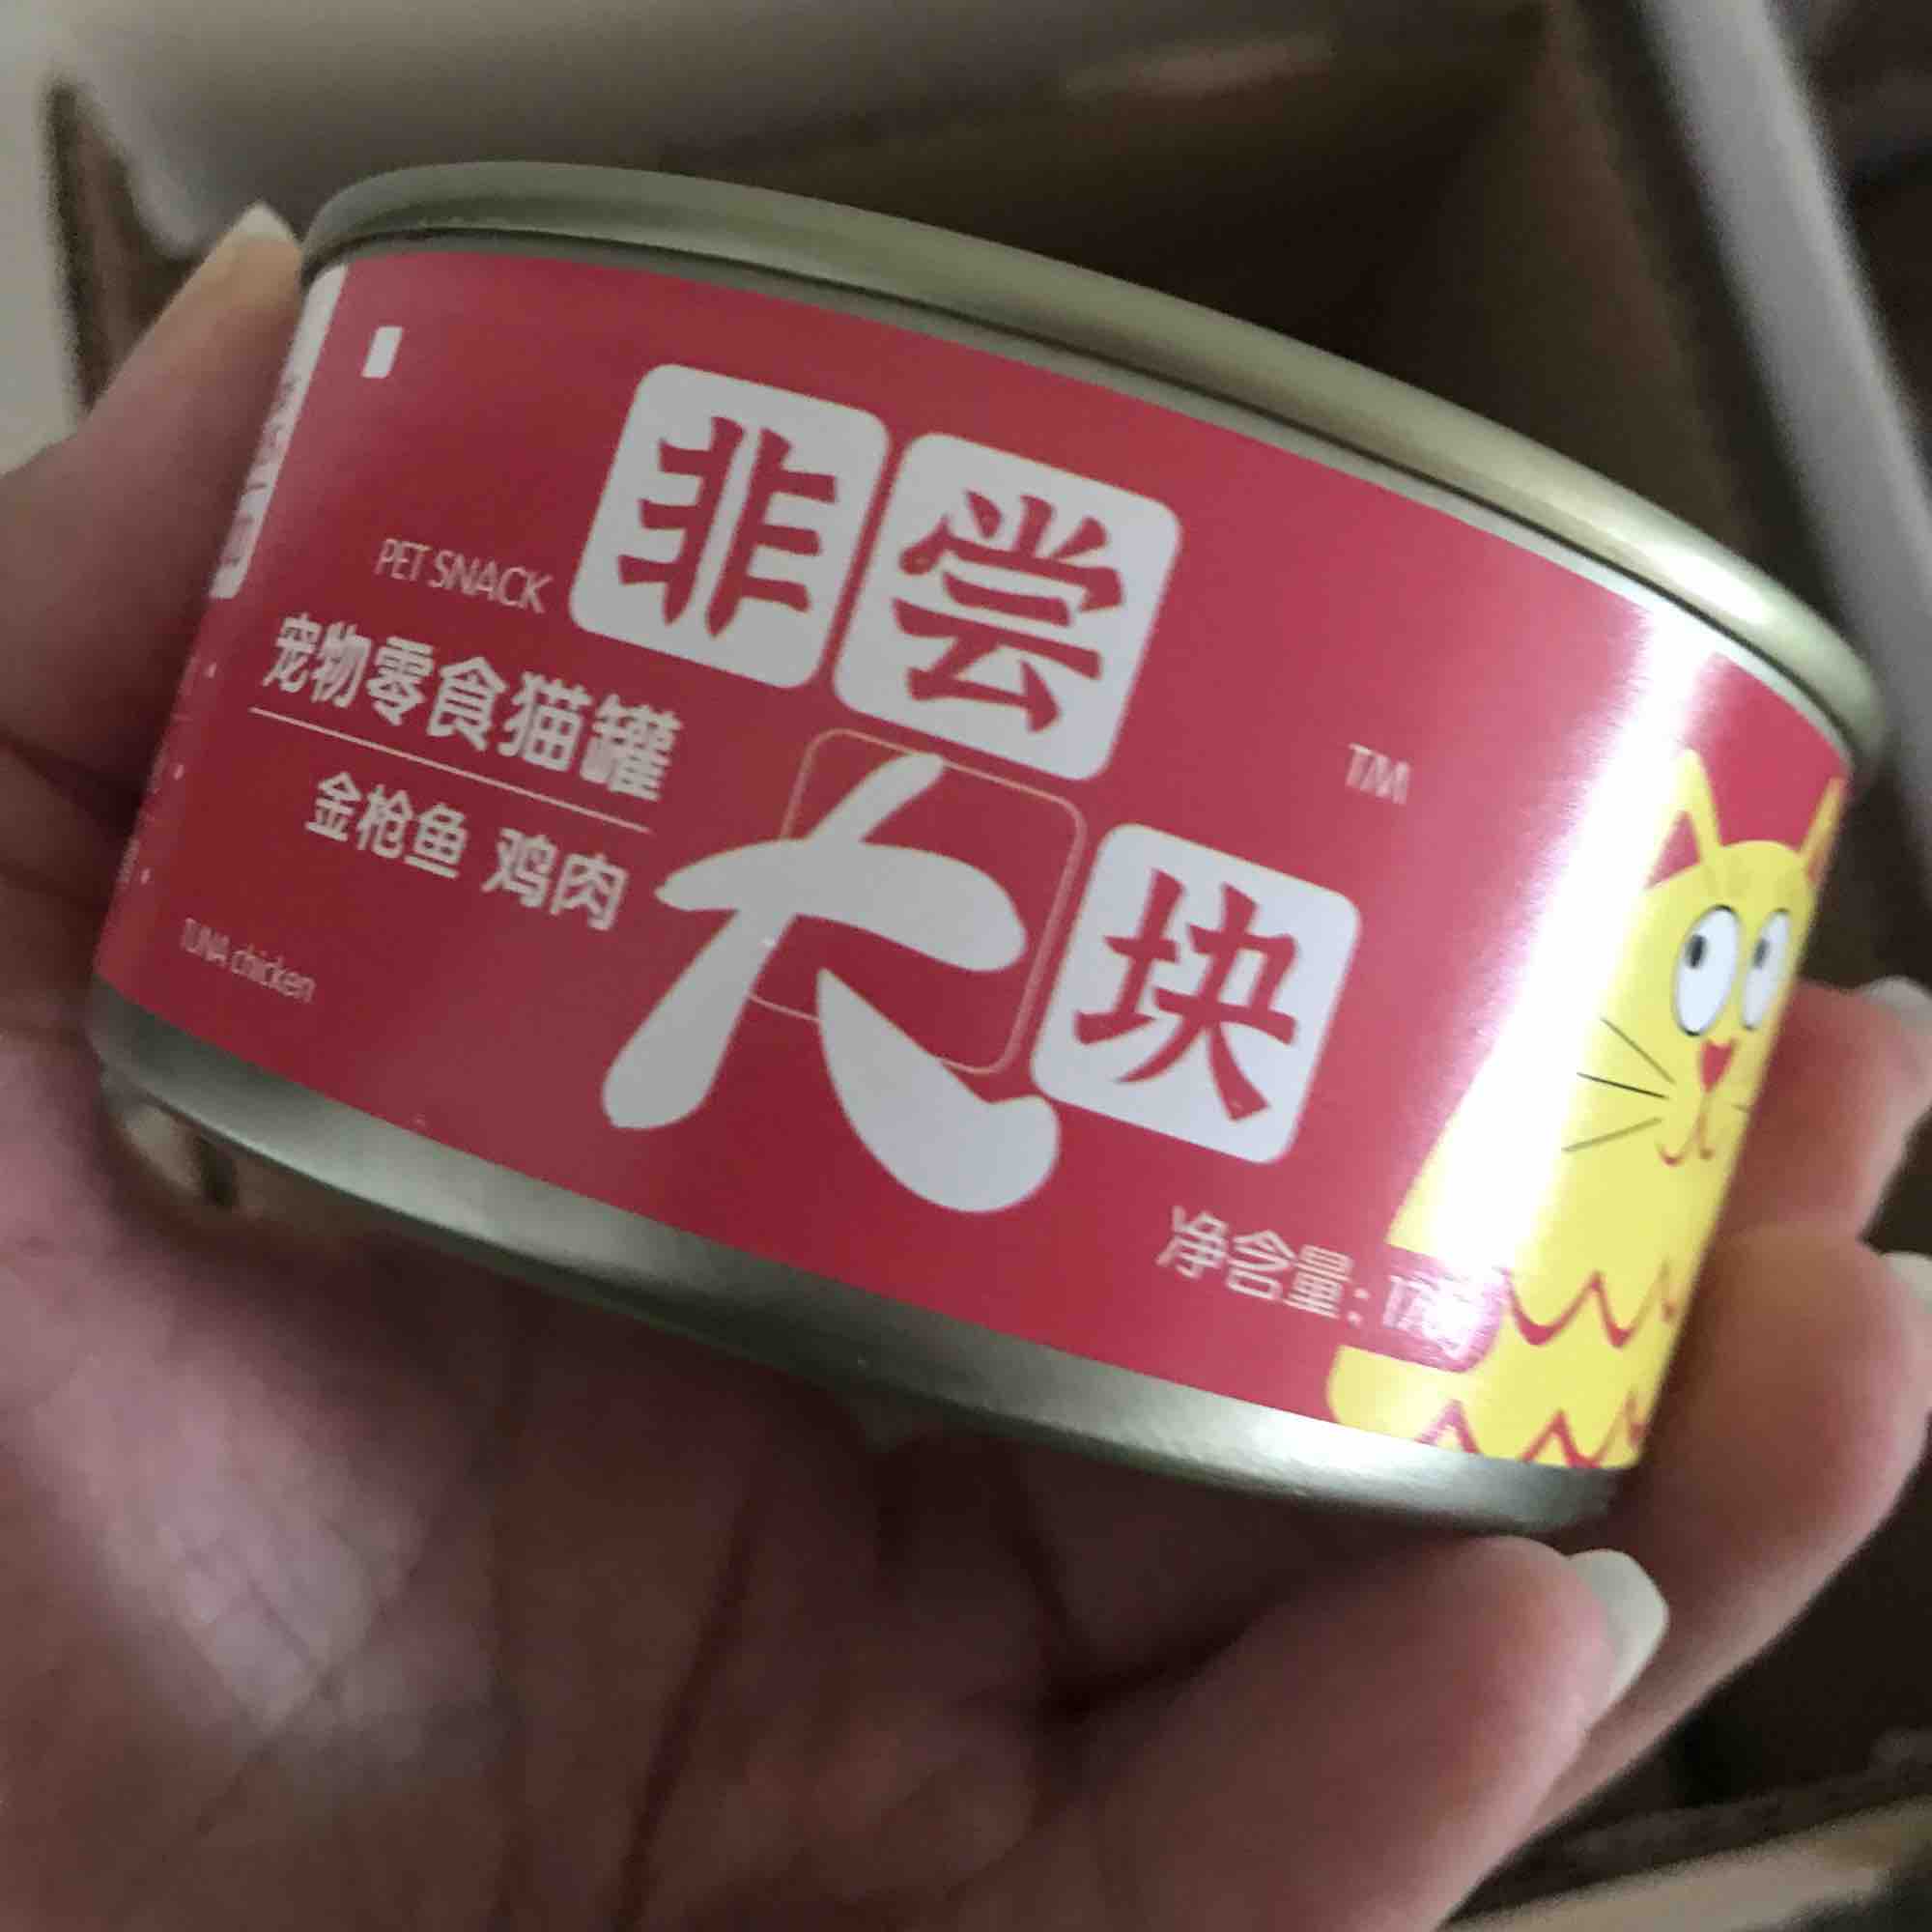 非尝
大块
TM
PET SNACK
宠物零食猫罐
金枪鱼 鸡肉
TUNA chicken
净含量: